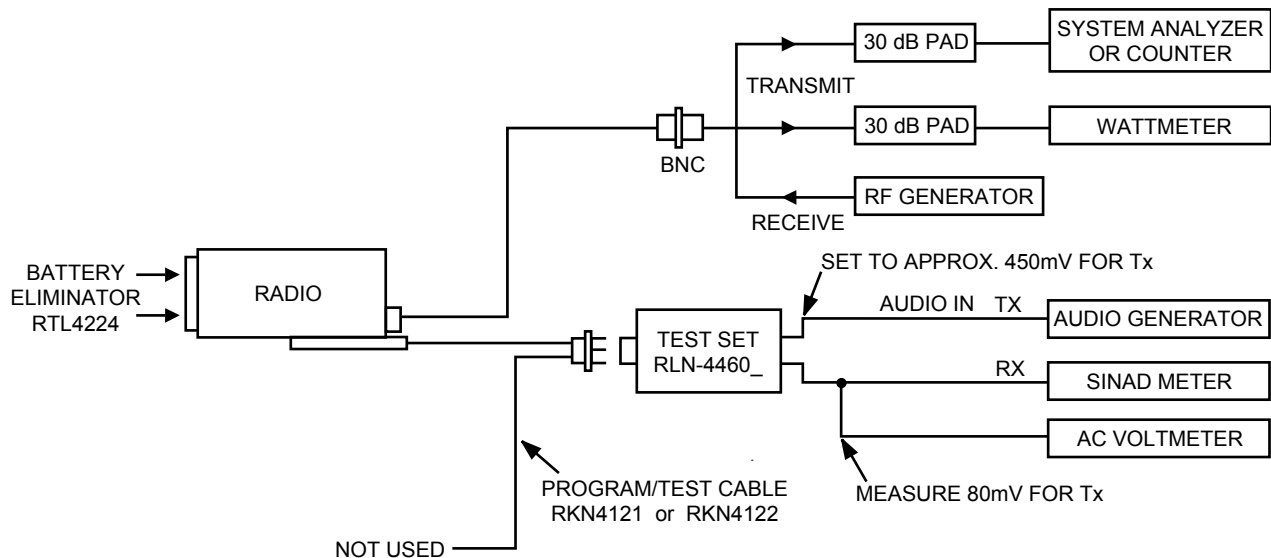 30 dB PAD
SYSTEM ANALYZER
OR COUNTER
TRANSMIT
30 dB PAD
WATTMETER
BNC
RF GENERATOR
RECEIVE
BATTERY
ELIMINATOR
RTL4224
RADIO
SET TO APPROX. 450mV FOR Tx
AUDIO IN TX
AUDIO GENERATOR
TEST SET
RLN-4460_
RX
SINAD METER
AC VOLTMETER
PROGRAM/TEST CABLE
RKN4121 or RKN4122
MEASURE 80mV FOR Tx
NOT USED